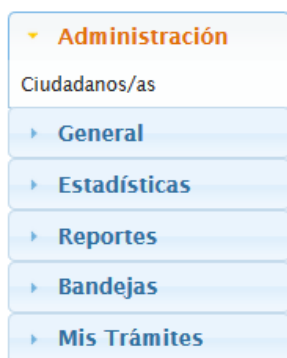 Administración
Ciudadanos/as
General
Estadísticas
Reportes
Bandejas
Mis Trámites